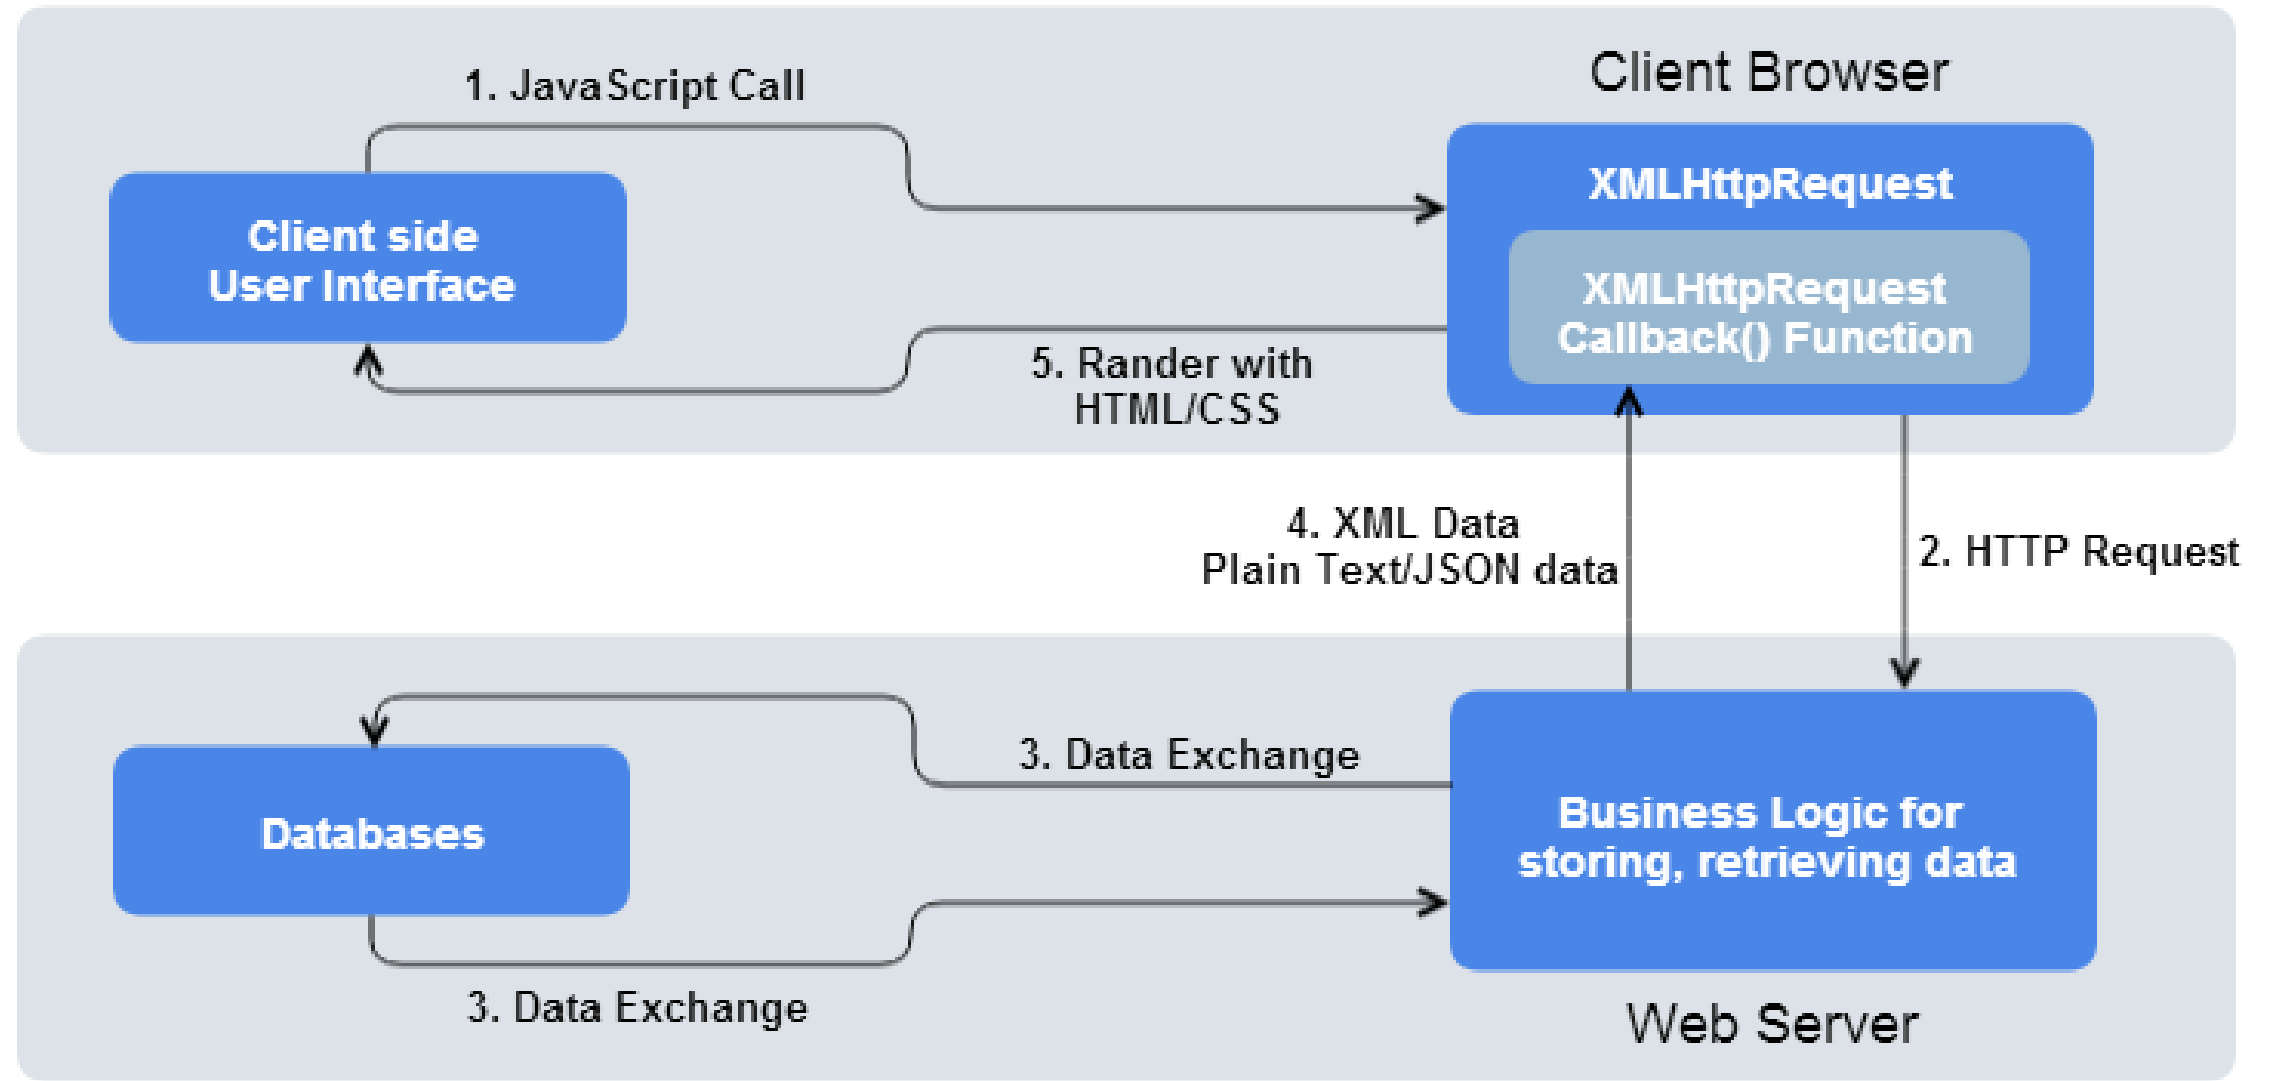 Client Browser
1. JavaScript Call
XMLHttpRequest
Client side
User Interface
XMLHttpRequest
Callback() Function
5. Rander with
HTML/CSS
4. XML Data
Plain Text/JSON data
2. HTTP Request
3. Data Exchange
Databases
Business Logic for
storing, retrieving data
3. Data Exchange
Web Server